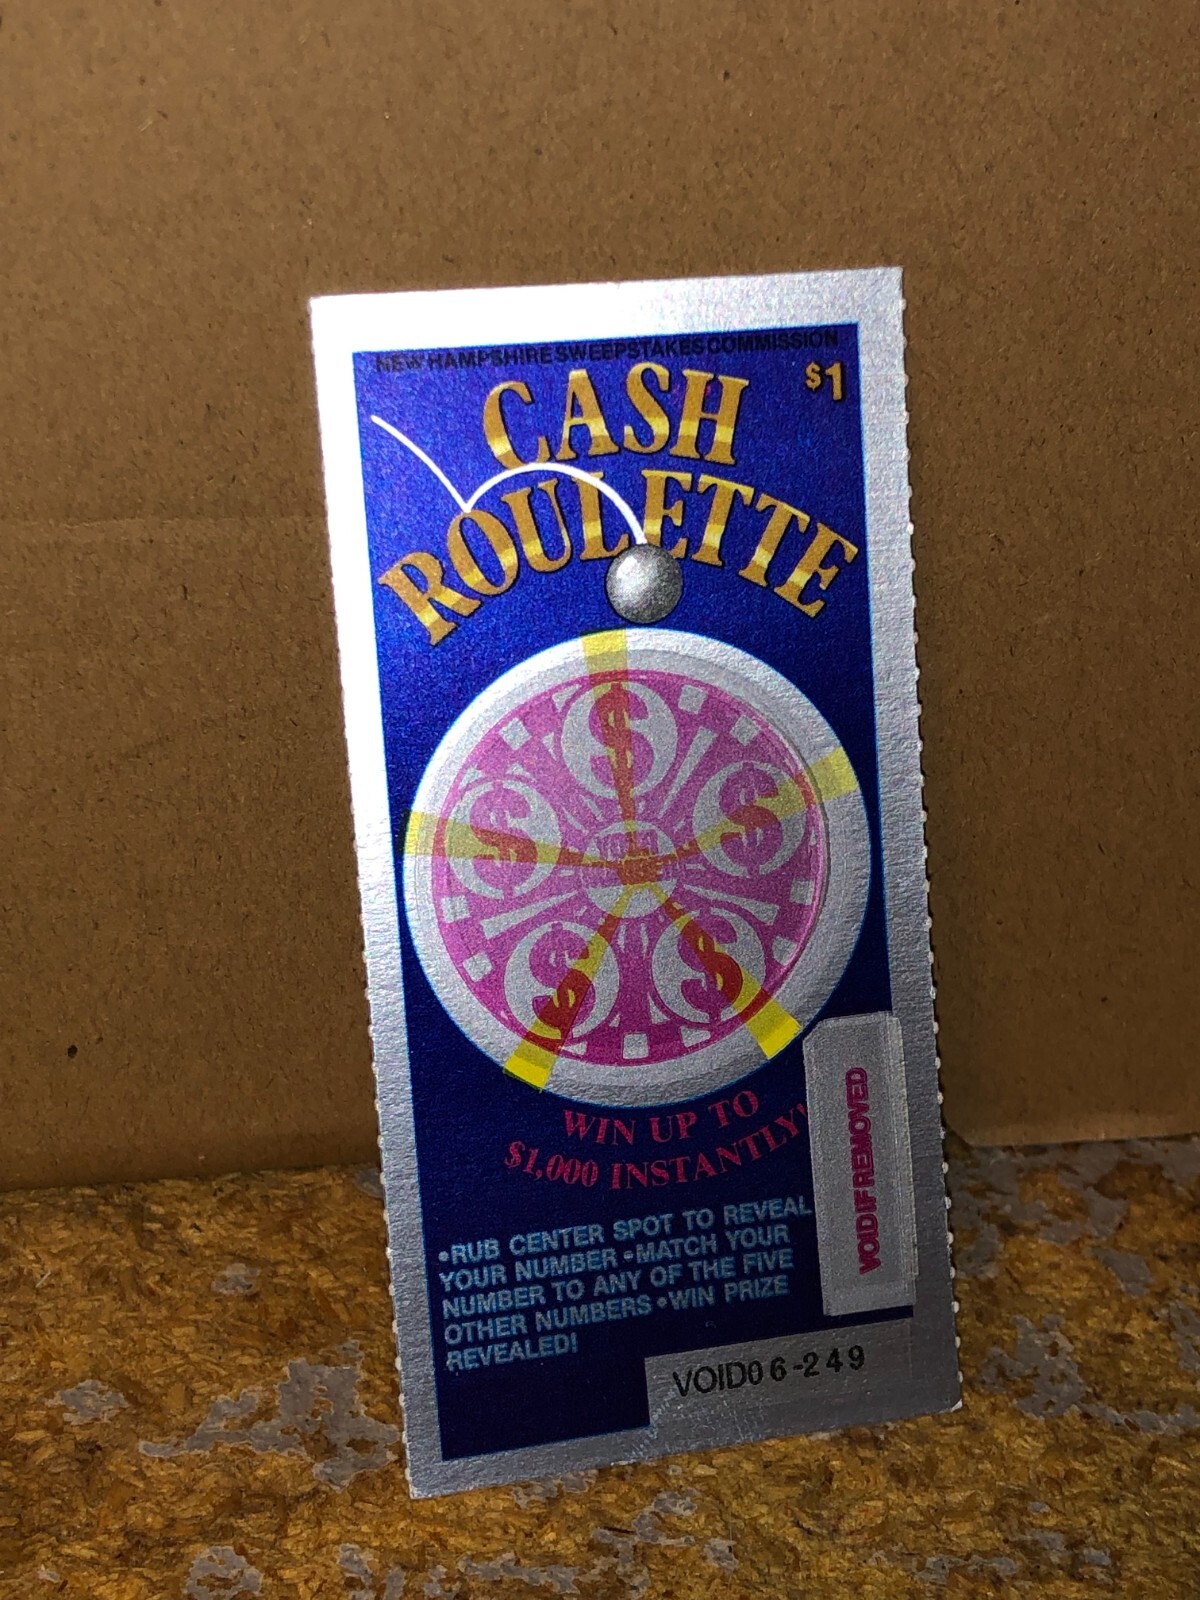 NEW HAMPSHIRE SWEEPSTAKES COMMISSION
$1
CASH
ROULETTE
$
$
$
$
$
WIN UP TO
$1,000 INSTANTLY!
•RUB CENTER SPOT TO REVEAL
YOUR NUMBER •MATCH YOUR
NUMBER TO ANY OF THE FIVE
OTHER NUMBERS •WIN PRIZE
REVEALED!
VOID IF REMOVED
VOID06-249